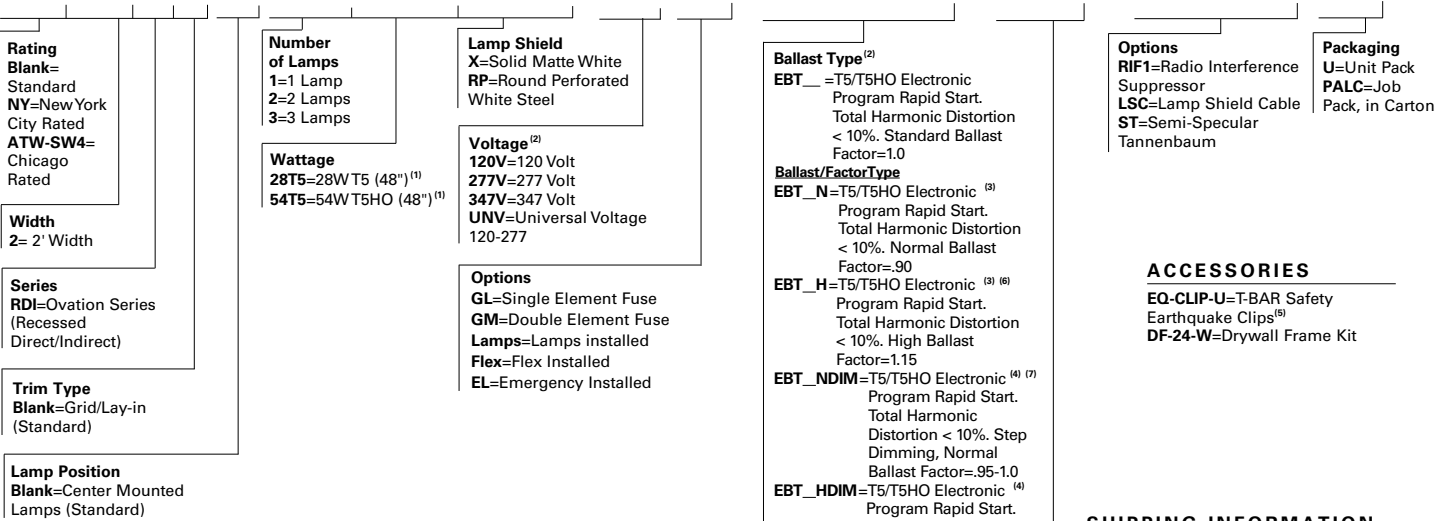 Rating
Blank=
Standard
NY=New York
City Rated
ATW-SW4=
Chicago
Rated
Width
2= 2' Width
Series
RDI=Ovation Series
(Recessed
Direct/Indirect)
Trim Type
Blank=Grid/Lay-in
(Standard)
Lamp Position
Blank=Center Mounted
Lamps (Standard)
Number
of Lamps
1=1 Lamp
2=2 Lamps
3=3 Lamps
Wattage
28T5=28W T5 (48") (1)
54T5=54W T5HO (48") (1)
Lamp Shield
X=Solid Matte White
RP=Round Perforated
White Steel
Voltage (2)
120V=120 Volt
277V=277 Volt
347V=347 Volt
UNV=Universal Voltage
120-277
Options
GL=Single Element Fuse
GM=Double Element Fuse
Lamps=Lamps installed
Flex=Flex Installed
EL=Emergency Installed
Ballast Type (2)
EBT__ =T5/T5HO Electronic
Program Rapid Start.
Total Harmonic Distortion
< 10%. Standard Ballast
Factor=1.0
Ballast/FactorType
EBT__N=T5/T5HO Electronic (3)
Program Rapid Start.
Total Harmonic Distortion
< 10%. Normal Ballast
Factor=.90
EBT__H=T5/T5HO Electronic (3) (6)
Program Rapid Start.
Total Harmonic Distortion
< 10%. High Ballast
Factor=1.15
EBT__NDIM=T5/T5HO Electronic (4) (7)
Program Rapid Start.
Total Harmonic
Distortion < 10%. Step
Dimming, Normal
Ballast Factor=.95-1.0
EBT__HDIM=T5/T5HO Electronic (4)
Program Rapid Start.
Options
RIF1=Radio Interference
Suppressor
LSC=Lamp Shield Cable
ST=Semi-Specular
Tannenbaum
Packaging
U=Unit Pack
PALC=Job
Pack, in Carton
ACCESSORIES
EQ-CLIP-U=T-BAR Safety
Earthquake Clips (5)
DF-24-W=Drywall Frame Kit
SHIPPING INFORMATION